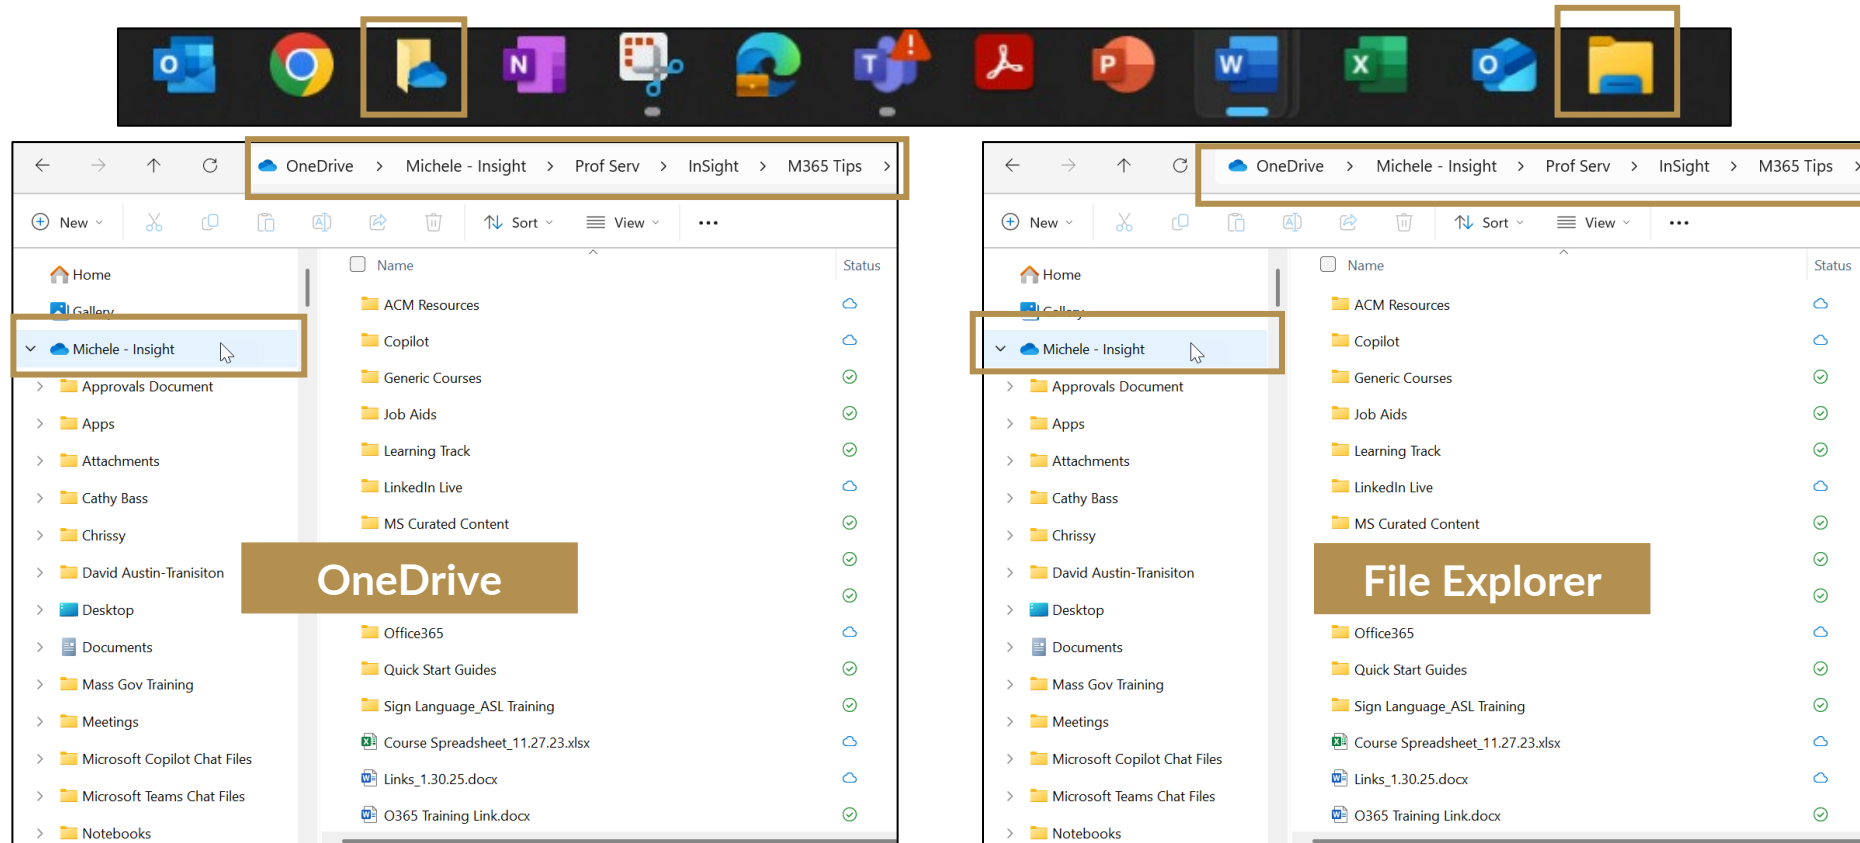 O N T P W X O
OneDrive > Michele - Insight > Prof Serv > InSight > M365 Tips >
New Sort View ...
Name Status
Home
Gallery
Michele - Insight
Approvals Document
Apps
Attachments
Cathy Bass
Chrissy
David Austin-Tranisiton
Desktop
Documents
Mass Gov Training
Meetings
Microsoft Copilot Chat Files
Microsoft Teams Chat Files
Notebooks
ACM Resources
Copilot
Generic Courses
Job Aids
Learning Track
LinkedIn Live
MS Curated Content
OneDrive
Office365
Quick Start Guides
Sign Language_ASL Training
Course Spreadsheet_11.27.23.xlsx
Links_1.30.25.docx
O365 Training Link.docx
OneDrive > Michele - Insight > Prof Serv > InSight > M365 Tips >
New Sort View ...
Name Status
Home
Gallery
Michele - Insight
Approvals Document
Apps
Attachments
Cathy Bass
Chrissy
David Austin-Tranisiton
Desktop
Documents
Mass Gov Training
Meetings
Microsoft Copilot Chat Files
Microsoft Teams Chat Files
Notebooks
ACM Resources
Copilot
Generic Courses
Job Aids
Learning Track
LinkedIn Live
MS Curated Content
File Explorer
Office365
Quick Start Guides
Sign Language_ASL Training
Course Spreadsheet_11.27.23.xlsx
Links_1.30.25.docx
O365 Training Link.docx